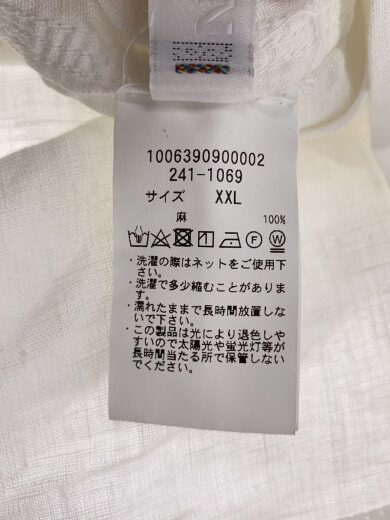 1006390900002
241-1069
サイズ XXL
麻 100%
・洗濯の際はネットをご使用下
さい。
・洗濯で多少縮むことがありま
す。
・濡れたままで長時間放置しな
いで下さい。
・この製品は光により退色しや
すいので太陽光や蛍光灯等が
長時間当たる所で保管しない
でください。